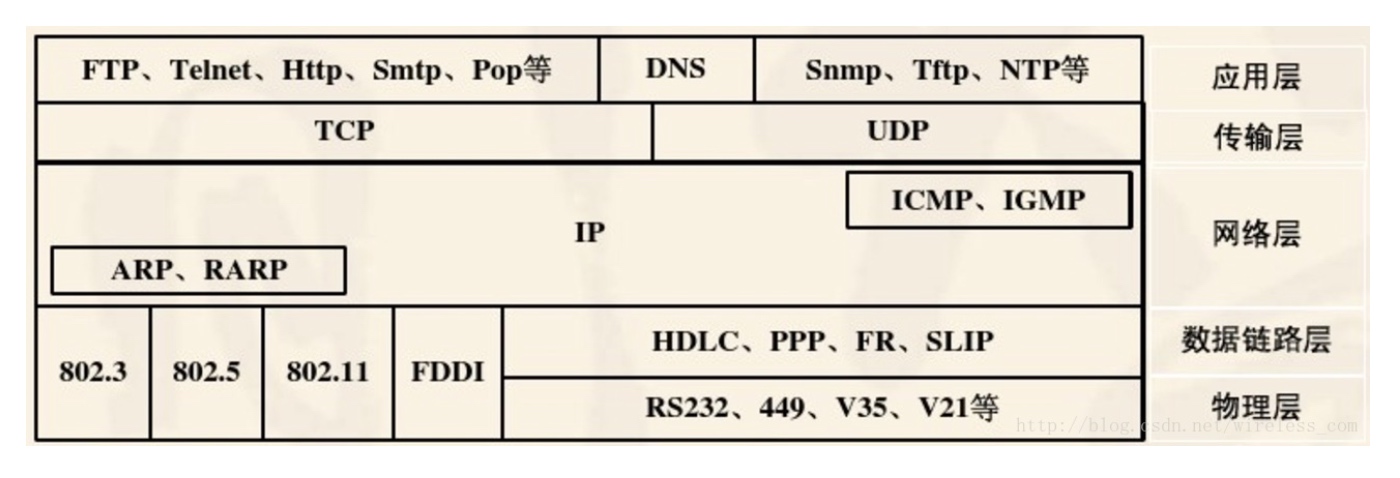 FTP、Telnet、Http、Smtp、Pop等 DNS Snmp、Tftp、NTP等 应用层
TCP UDP 传输层
ICMP、IGMP
IP 网络层
ARP、RARP
HDLC、PPP、FR、SLIP 数据链路层
802.3 802.5 802.11 FDDI
RS232、449、V35、V21等 物理层
http://blog.csdn.net/wireless_com